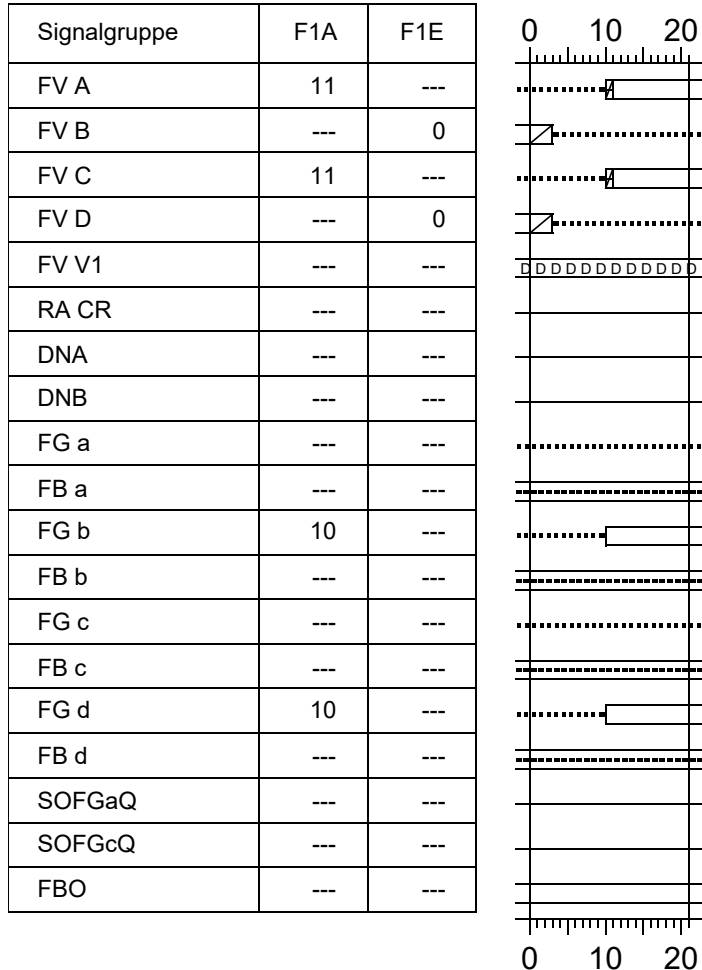 Signalgruppe F1A F1E 0 10 20
FV A 11 ---
FV B --- 0
FV C 11 ---
FV D --- 0
FV V1 --- --- D D D D D D D D D D D D
RA CR --- ---
DNA --- ---
DNB --- ---
FG a --- ---
FB a --- ---
FG b 10 ---
FB b --- ---
FG c --- ---
FB c --- ---
FG d 10 ---
FB d --- ---
SOFGaQ --- ---
SOFGcQ --- ---
FBO --- ---
0 10 20